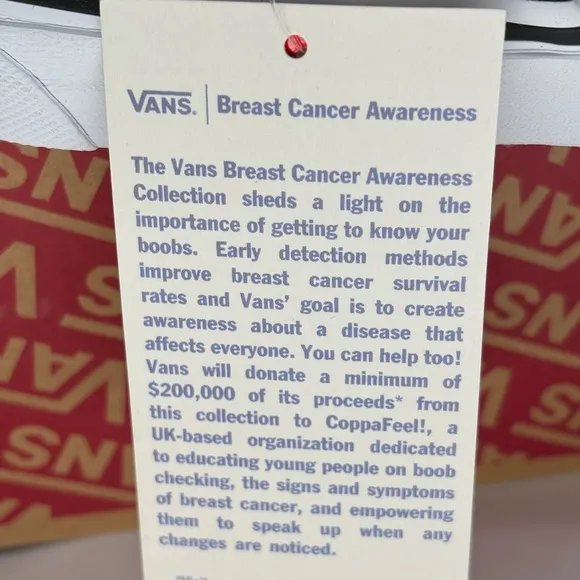 VANS. | Breast Cancer Awareness
The Vans Breast Cancer Awareness
Collection sheds a light on the
importance of getting to know your
boobs. Early detection methods
improve breast cancer survival
rates and Vans' goal is to create
awareness about a disease that
affects everyone. You can help too!
Vans will donate a minimum of
$200,000 of its proceeds* from
this collection to CoppaFeel!, a
UK-based organization dedicated
to educating young people on boob
checking, the signs and symptoms
of breast cancer, and empowering
them to speak up when any
changes are noticed.